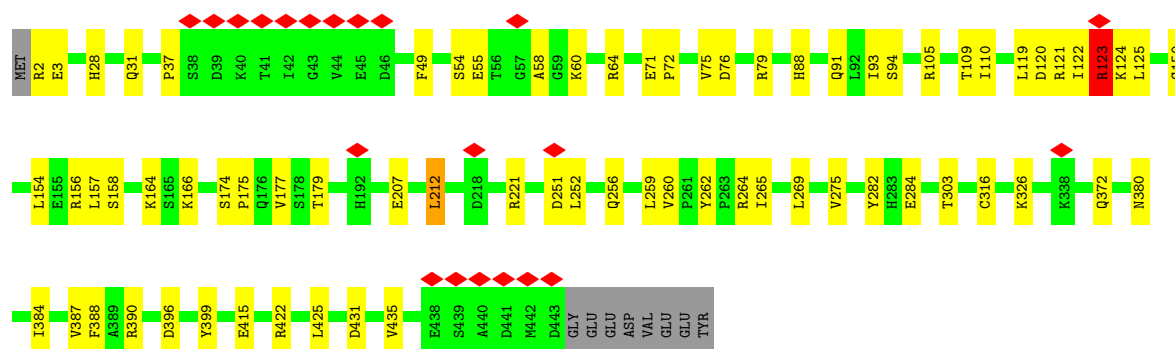 MET R2 E3 H28 Q31 P37 S38 D39 K40 T41 I42 G43 V44 E45 D46 F49 S54 E55 T56 G57 A58 G59 K60 R64 E71 P72 V75 D76 R79 H88 Q91 L92 I93 S94 R105 T109 I110 L119 D120 R121 I122 R123 K124 L125
L154 E155 R156 L157 S158 K164 S165 K166 S174 P175 Q176 V177 S178 T179 H192 E207 L212 D218 R221 D251 L252 Q256 L259 V260 P261 Y262 P263 R264 I265 L269 V275 Y282 H283 E284 T303 C316 K326 K338 Q372 N380
I384 V387 F388 A389 R390 D396 Y399 E415 R422 L425 D431 V435 E438 S439 A440 D441 M442 D443 GLY GLU GLU ASP VAL GLU GLU TYR